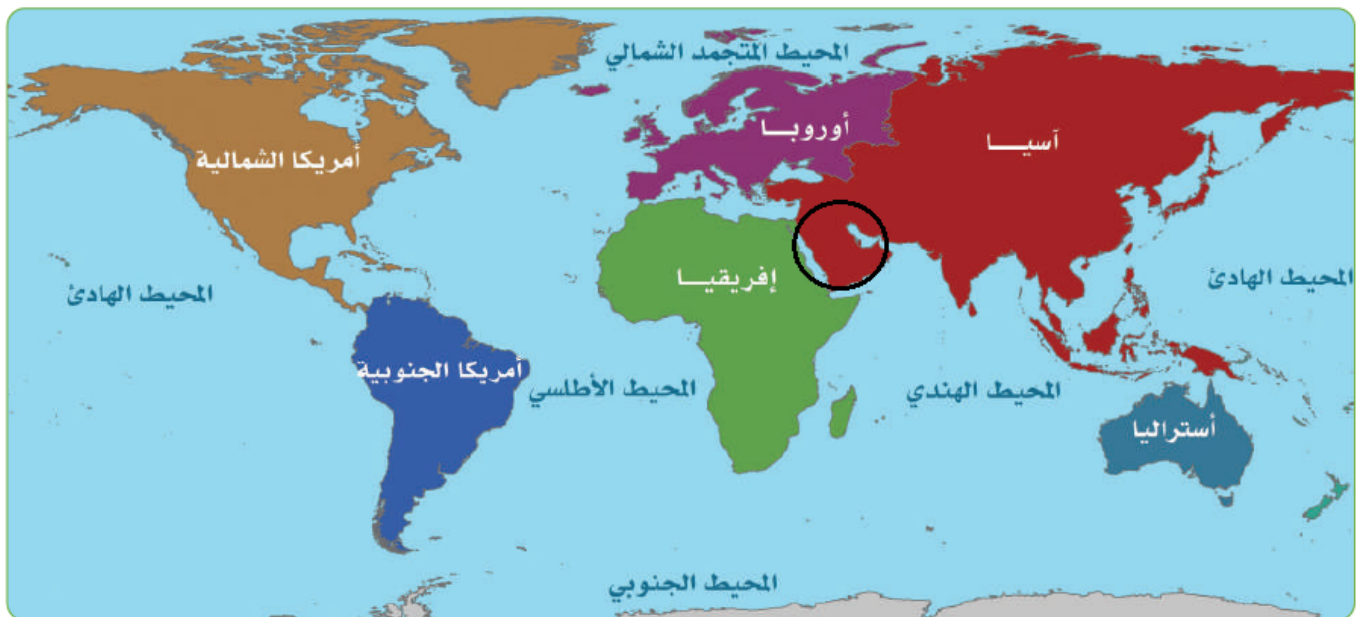 المحيط المتجمد الشمالي
أوروبـــا
آسيـــا
أمريكا الشمالية
إفريقيـــا
المحيط الهادئ
المحيط الهادئ
أمريكا الجنوبية
المحيط الأطلسي
المحيط الهندي
أستراليا
المحيط الجنوبي